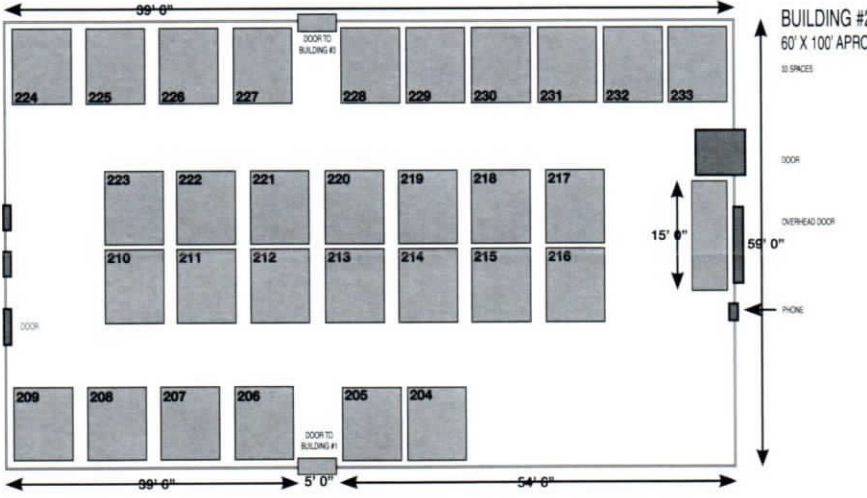 99' 6"
BUILDING #2
60' X 100' APRO
DOOR TO
BUILDING #3
33 SPACES
224 225 226 227 228 229 230 231 232 233
DOOR
223 222 221 220 219 218 217
OVERHEAD DOOR
15' 0"
59' 0"
210 211 212 213 214 215 216
PHONE
DOOR
209 208 207 206 205 204
DOOR TO
BUILDING #1
39' 6" 5' 0" 54' 6"